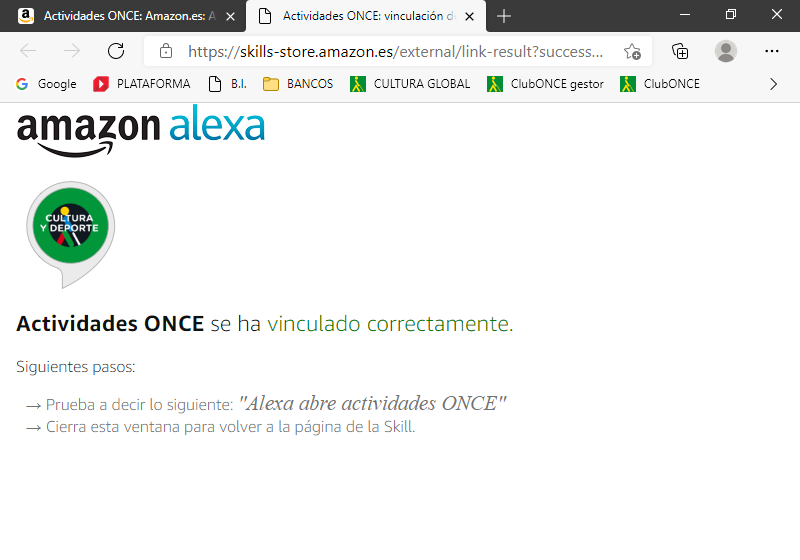 Actividades ONCE: Amazon.es: A
Actividades ONCE: vinculación d
https://skills-store.amazon.es/external/link-result?success...
Google
PLATAFORMA
B.I.
BANCOS
CULTURA GLOBAL
ClubONCE gestor
ClubONCE
amazon alexa
CULTURA
Y DEPORTE
Actividades ONCE se ha vinculado correctamente.
Siguientes pasos:
→ Prueba a decir lo siguiente: "Alexa abre actividades ONCE"
→ Cierra esta ventana para volver a la página de la Skill.